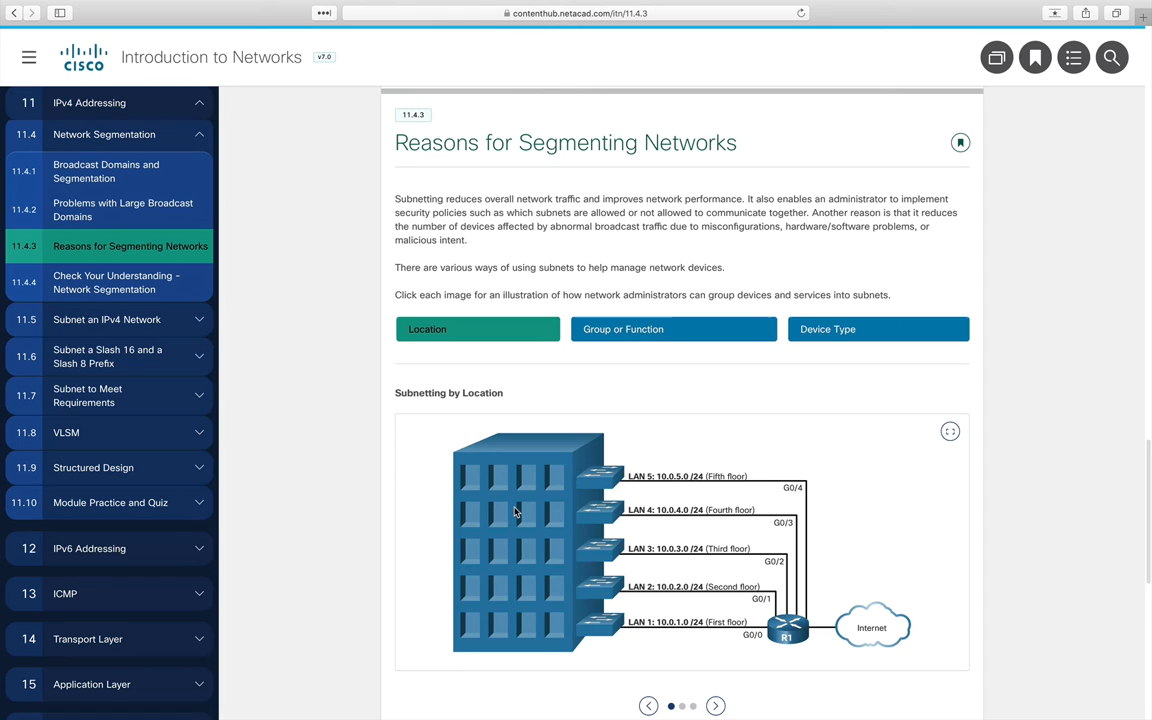 contenthub.netacad.com/itn/11.4.3
CISCO
Introduction to Networks
v7.0
11 IPv4 Addressing
11.4 Network Segmentation
11.4.1 Broadcast Domains and
Segmentation
11.4.2 Problems with Large Broadcast
Domains
11.4.3 Reasons for Segmenting Networks
11.4.4 Check Your Understanding -
Network Segmentation
11.5 Subnet an IPv4 Network
11.6 Subnet a Slash 16 and a
Slash 8 Prefix
11.7 Subnet to Meet
Requirements
11.8 VLSM
11.9 Structured Design
11.10 Module Practice and Quiz
12 IPv6 Addressing
13 ICMP
14 Transport Layer
15 Application Layer
11.4.3
Reasons for Segmenting Networks
Subnetting reduces overall network traffic and improves network performance. It also enables an administrator to implement
security policies such as which subnets are allowed or not allowed to communicate together. Another reason is that it reduces
the number of devices affected by abnormal broadcast traffic due to misconfigurations, hardware/software problems, or
malicious intent.
There are various ways of using subnets to help manage network devices.
Click each image for an illustration of how network administrators can group devices and services into subnets.
Location
Group or Function
Device Type
Subnetting by Location
LAN 5: 10.0.5.0 /24 (Fifth floor)
G0/4
LAN 4: 10.0.4.0 /24 (Fourth floor)
G0/3
LAN 3: 10.0.3.0 /24 (Third floor)
G0/2
LAN 2: 10.0.2.0 /24 (Second floor)
G0/1
LAN 1: 10.0.1.0 /24 (First floor)
G0/0
R1
Internet